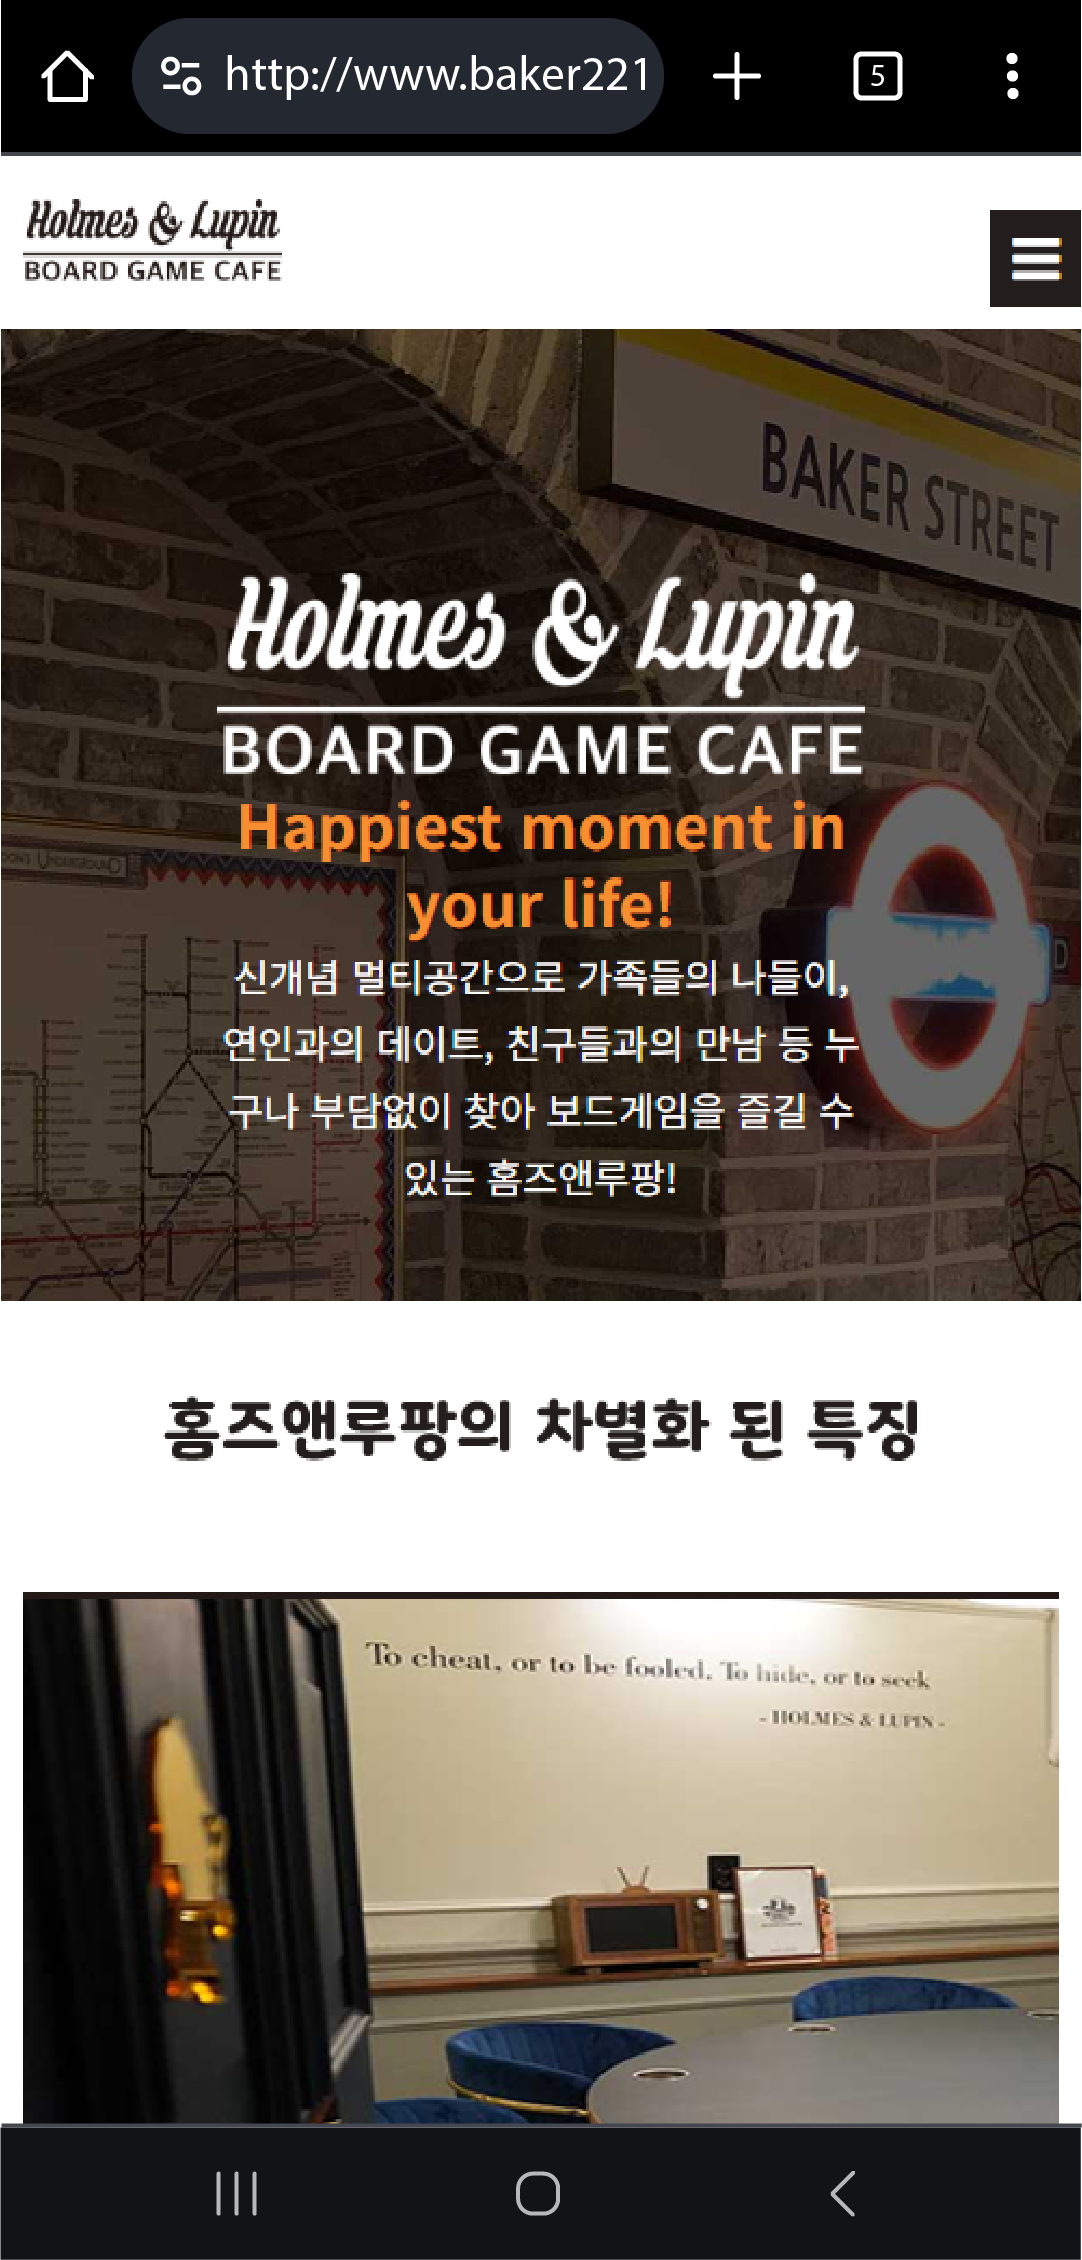 http://www.baker221
5
Holmes & Lupin
BOARD GAME CAFE
BAKER STREET
Holmes & Lupin
BOARD GAME CAFE
Happiest moment in
your life!
신개념 멀티공간으로 가족들의 나들이,
연인과의 데이트, 친구들과의 만남 등 누
구나 부담없이 찾아 보드게임을 즐길 수
있는 홈즈앤루팡!
홈즈앤루팡의 차별화 된 특징
To cheat, or to be fooled. To hide, or to seek
- HOLMES & LUPIN -